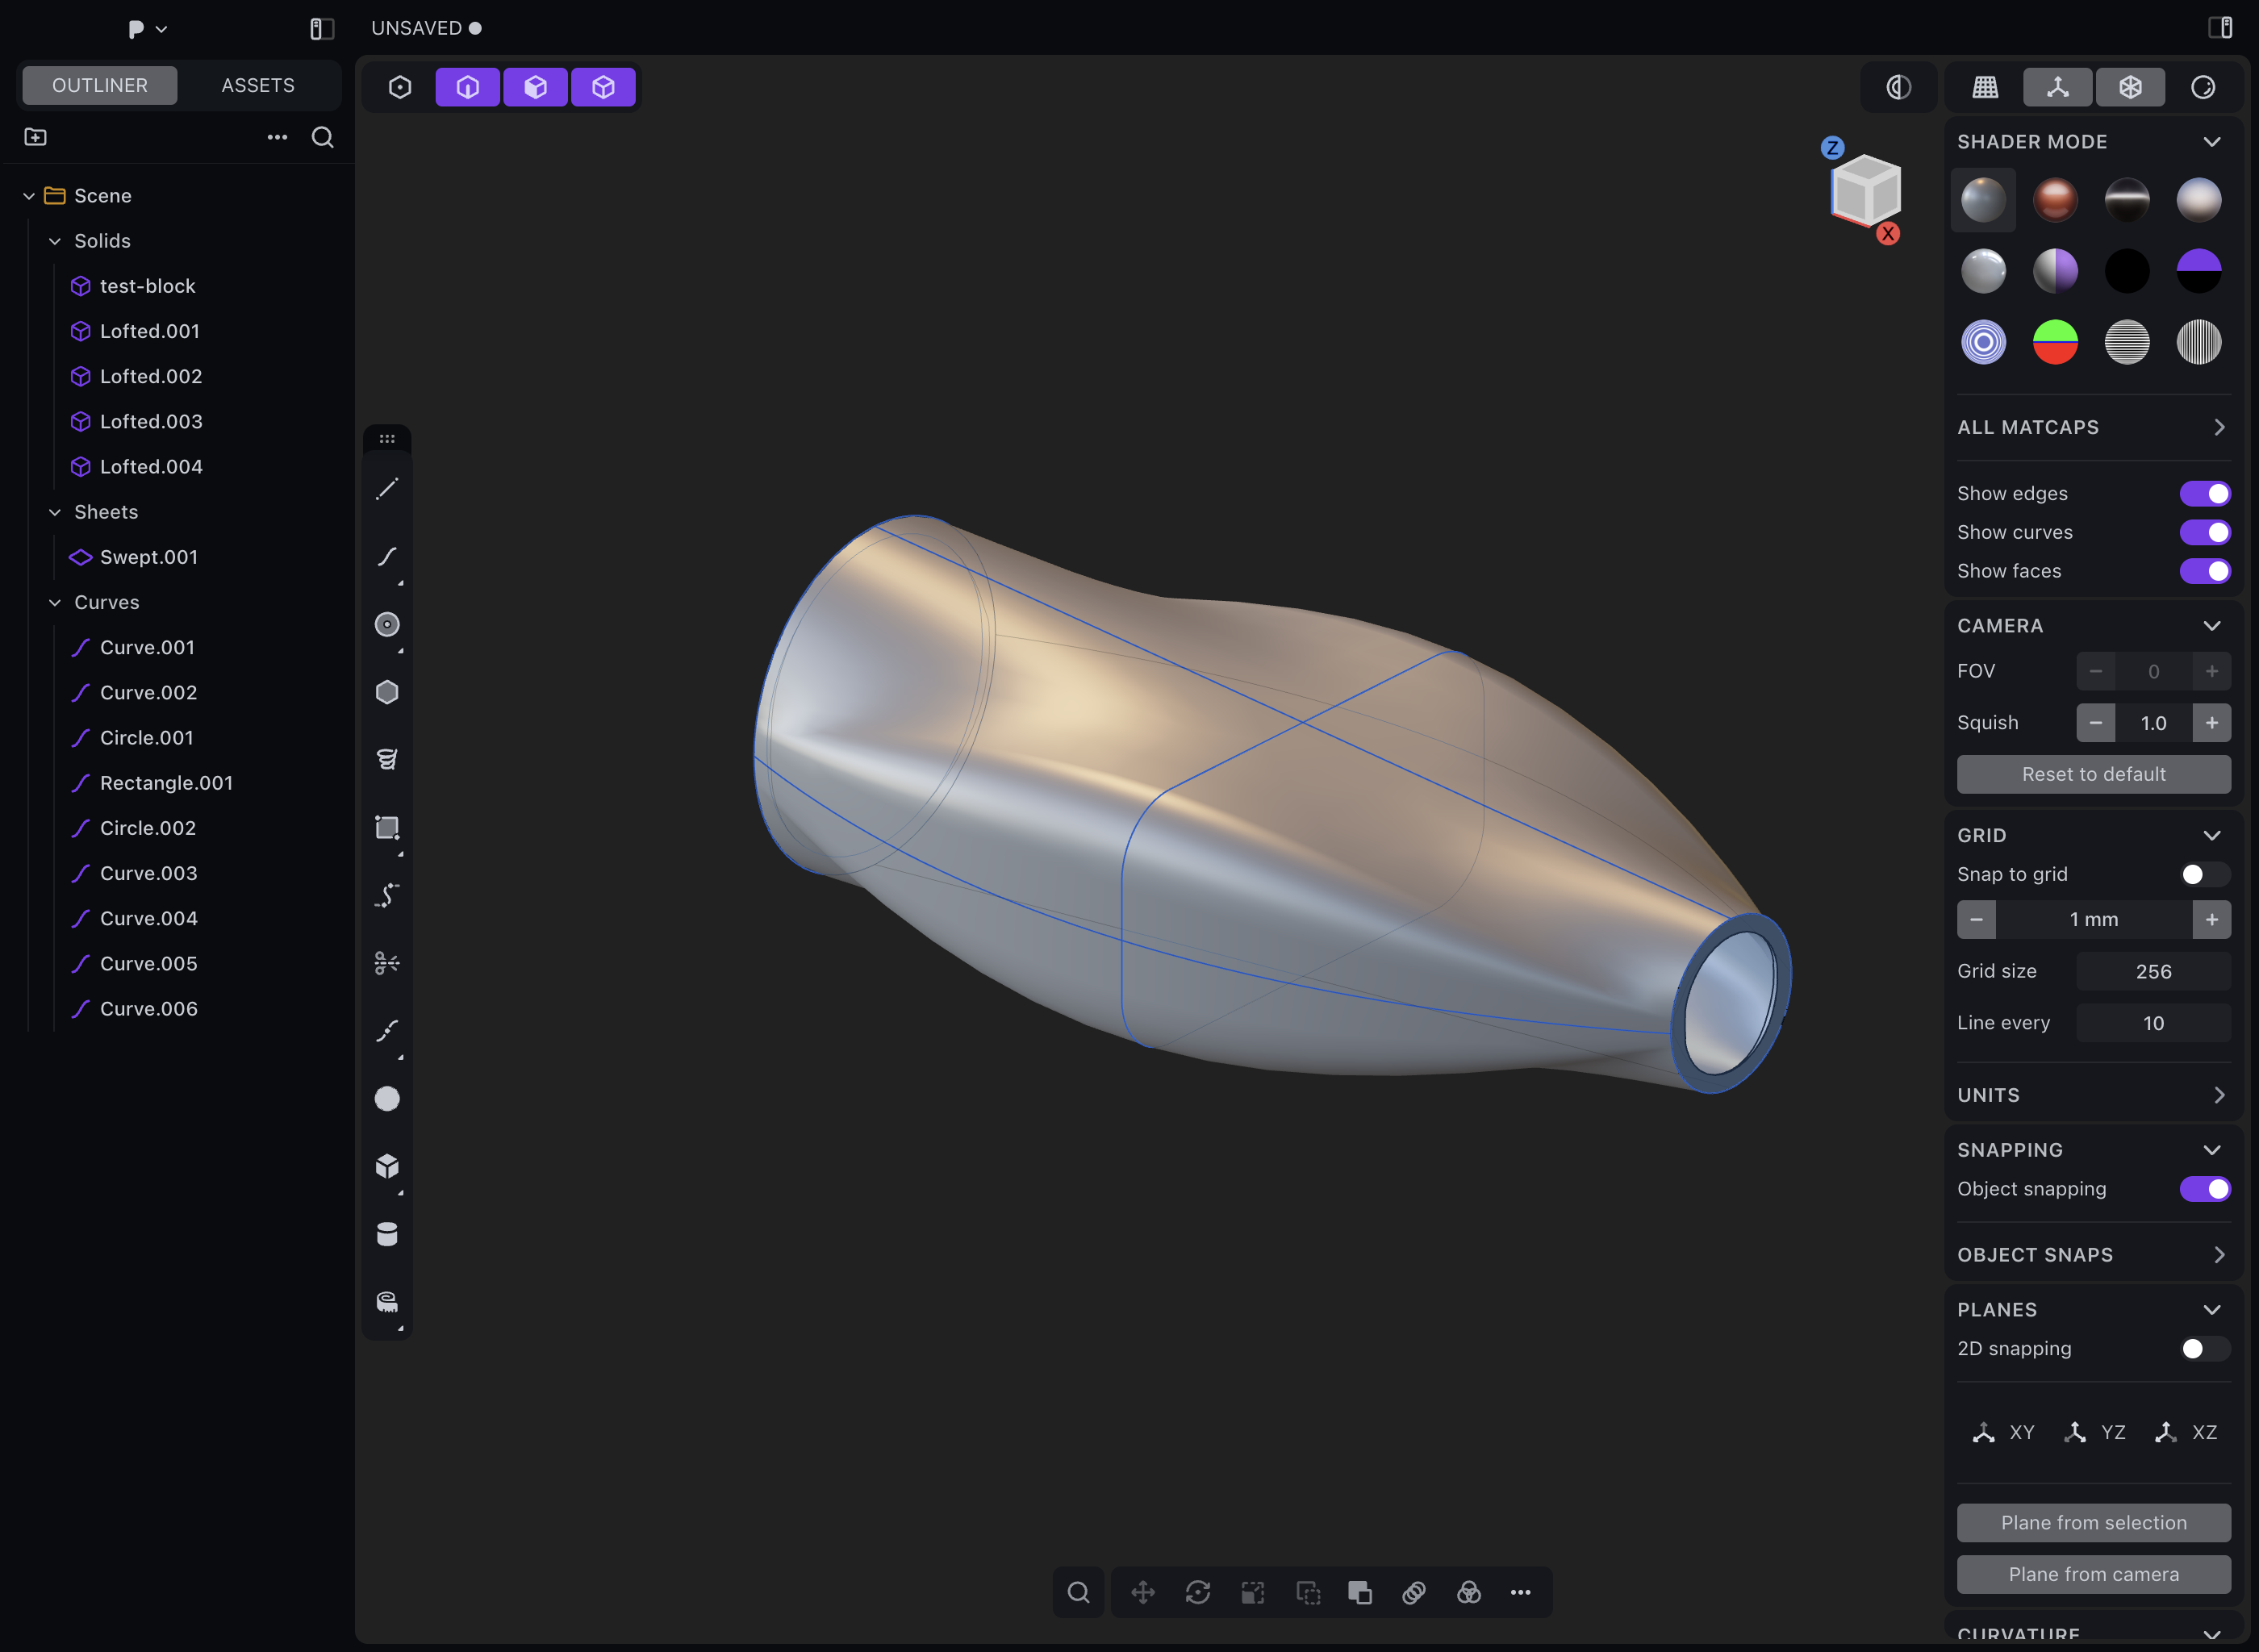 UNSAVED
OUTLINER ASSETS
Scene
Solids
test-block
Lofted.001
Lofted.002
Lofted.003
Lofted.004
Sheets
Swept.001
Curves
Curve.001
Curve.002
Circle.001
Rectangle.001
Circle.002
Curve.003
Curve.004
Curve.005
Curve.006
Z
X
SHADER MODE
ALL MATCAPS
Show edges
Show curves
Show faces
CAMERA
FOV − 0 +
Squish − 1.0 +
Reset to default
GRID
Snap to grid
− 1 mm +
Grid size 256
Line every 10
UNITS
SNAPPING
Object snapping
OBJECT SNAPS
PLANES
2D snapping
XY YZ XZ
Plane from selection
Plane from camera
CURVATURE